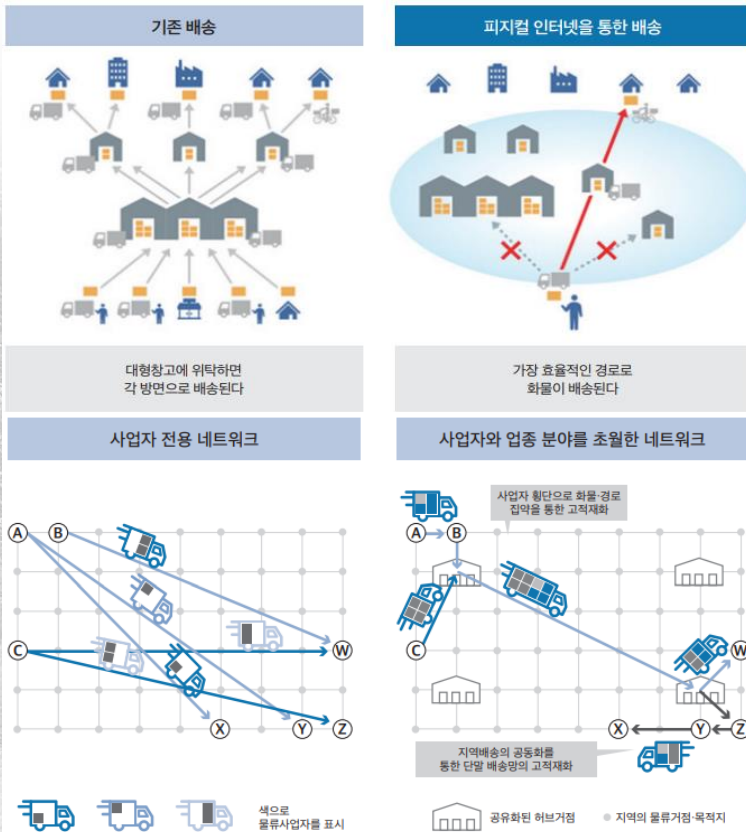 기존 배송
피지컬 인터넷을 통한 배송
대형창고에 위탁하면
각 방면으로 배송된다
가장 효율적인 경로로
화물이 배송된다
사업자 전용 네트워크
사업자와 업종 분야를 초월한 네트워크
A
B
C
W
X
Y
Z
사업자 횡단으로 화물·경로
집약을 통한 고적재화
A
B
C
W
X
Y
Z
지역배송의 공동화를
통한 단말 배송망의 고적재화
색으로
물류사업자를 표시
공유화된 허브거점
지역의 물류거점·목적지